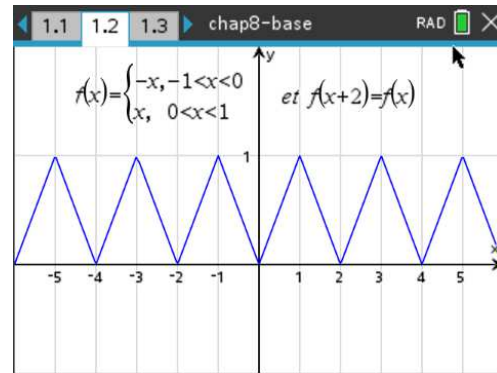 1.1 1.2 1.3 chap8-base RAD
y
f(x)={-x,-1<x<0
x, 0<x<1
et f(x+2)=f(x)
1
x
-5 -4 -3 -2 -1 1 2 3 4 5